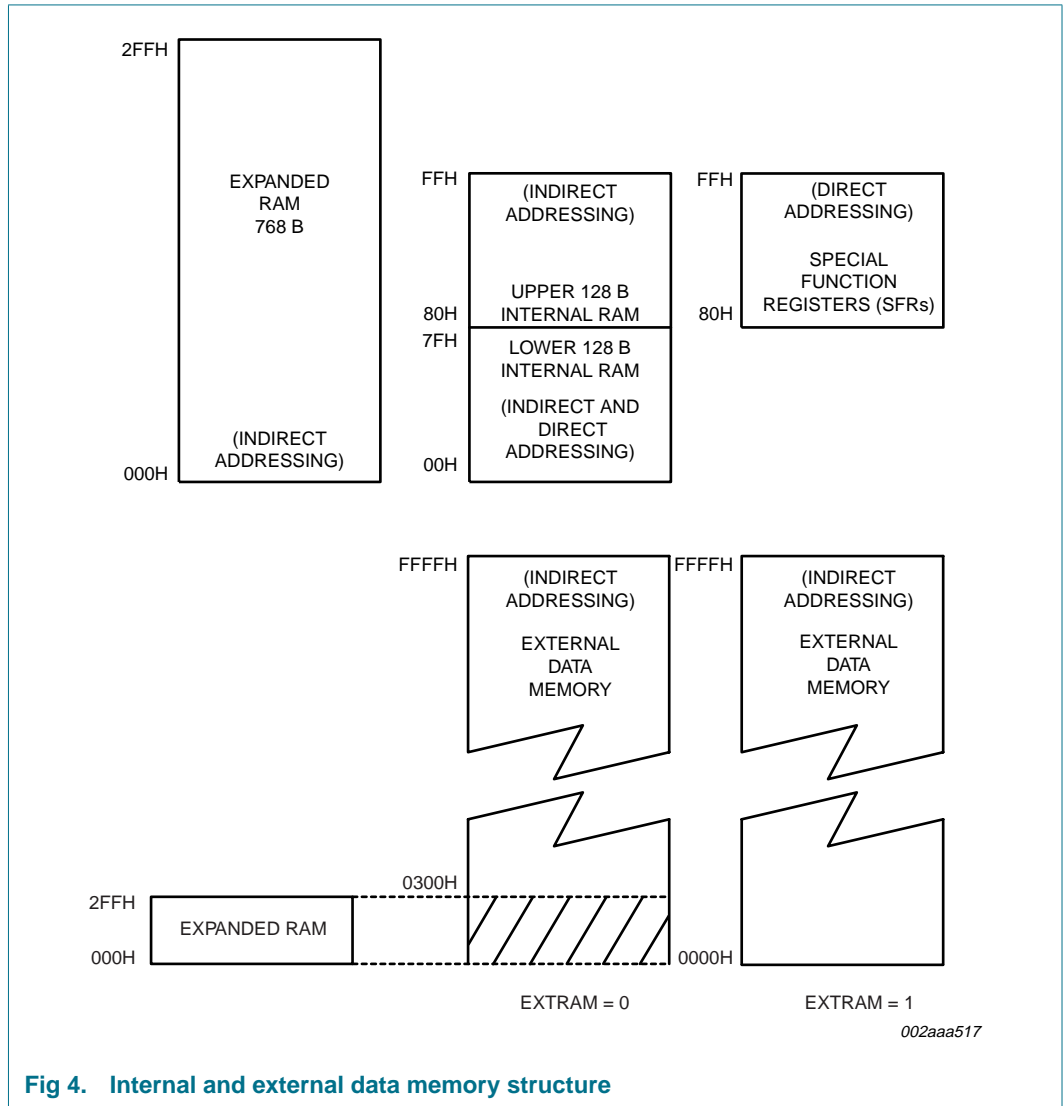 2FFH
EXPANDED
RAM
768 B
(INDIRECT
ADDRESSING)
000H
FFH
(INDIRECT
ADDRESSING)
UPPER 128 B
INTERNAL RAM
80H
7FH
LOWER 128 B
INTERNAL RAM
(INDIRECT AND
DIRECT
ADDRESSING)
00H
FFH
(DIRECT
ADDRESSING)
SPECIAL
FUNCTION
REGISTERS (SFRs)
80H
FFFFH
(INDIRECT
ADDRESSING)
EXTERNAL
DATA
MEMORY
FFFFH
(INDIRECT
ADDRESSING)
EXTERNAL
DATA
MEMORY
2FFH
EXPANDED RAM
000H
0300H
0000H
EXTRAM = 0
EXTRAM = 1
002aaa517
Fig 4. Internal and external data memory structure